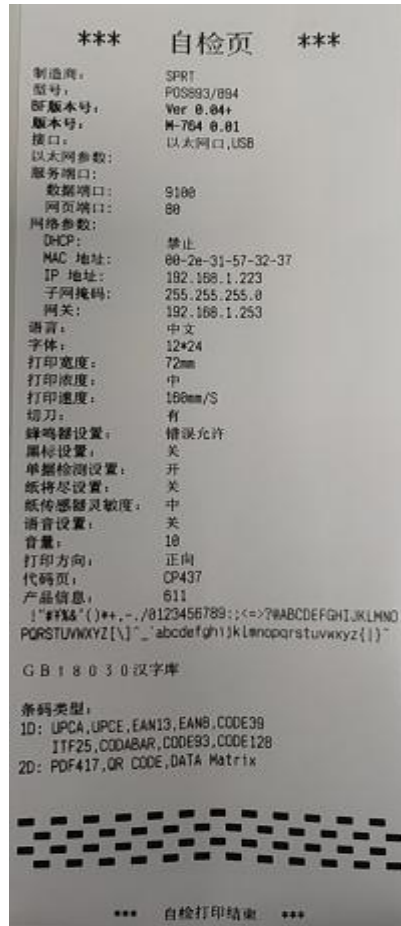 *** 自检页 ***
制造商: SPRT
型号: POS893/894
BF版本号: Ver 0.04+
版本号: M-764 0.01
接口: 以太网口,USB
以太网参数:
服务端口:
数据端口: 9100
网页端口: 80
网络参数:
DHCP: 禁止
MAC 地址: 00-2e-31-57-32-37
IP 地址: 192.168.1.223
子网掩码: 255.255.255.0
网关: 192.168.1.253
语言: 中文
字体: 12*24
打印宽度: 72mm
打印浓度: 中
打印速度: 160mm/S
切刀: 有
蜂鸣器设置: 错误允许
黑标设置: 关
单据检测设置: 开
纸将尽设置: 关
纸传感器灵敏度: 中
语音设置: 关
音量: 10
打印方向: 正向
代码页: CP437
产品信息: 611
!"#¥%&'()*+,-./0123456789:;<=>?@ABCDEFGHIJKLMNO
PQRSTUVWXYZ[\]^_`abcdefghijklmnopqrstuvwxyz{|}~
GB18030汉字库
条码类型:
1D: UPCA,UPCE,EAN13,EAN8,CODE39
ITF25,CODABAR,CODE93,CODE128
2D: PDF417,QR CODE,DATA Matrix
*** 自检打印结束 ***